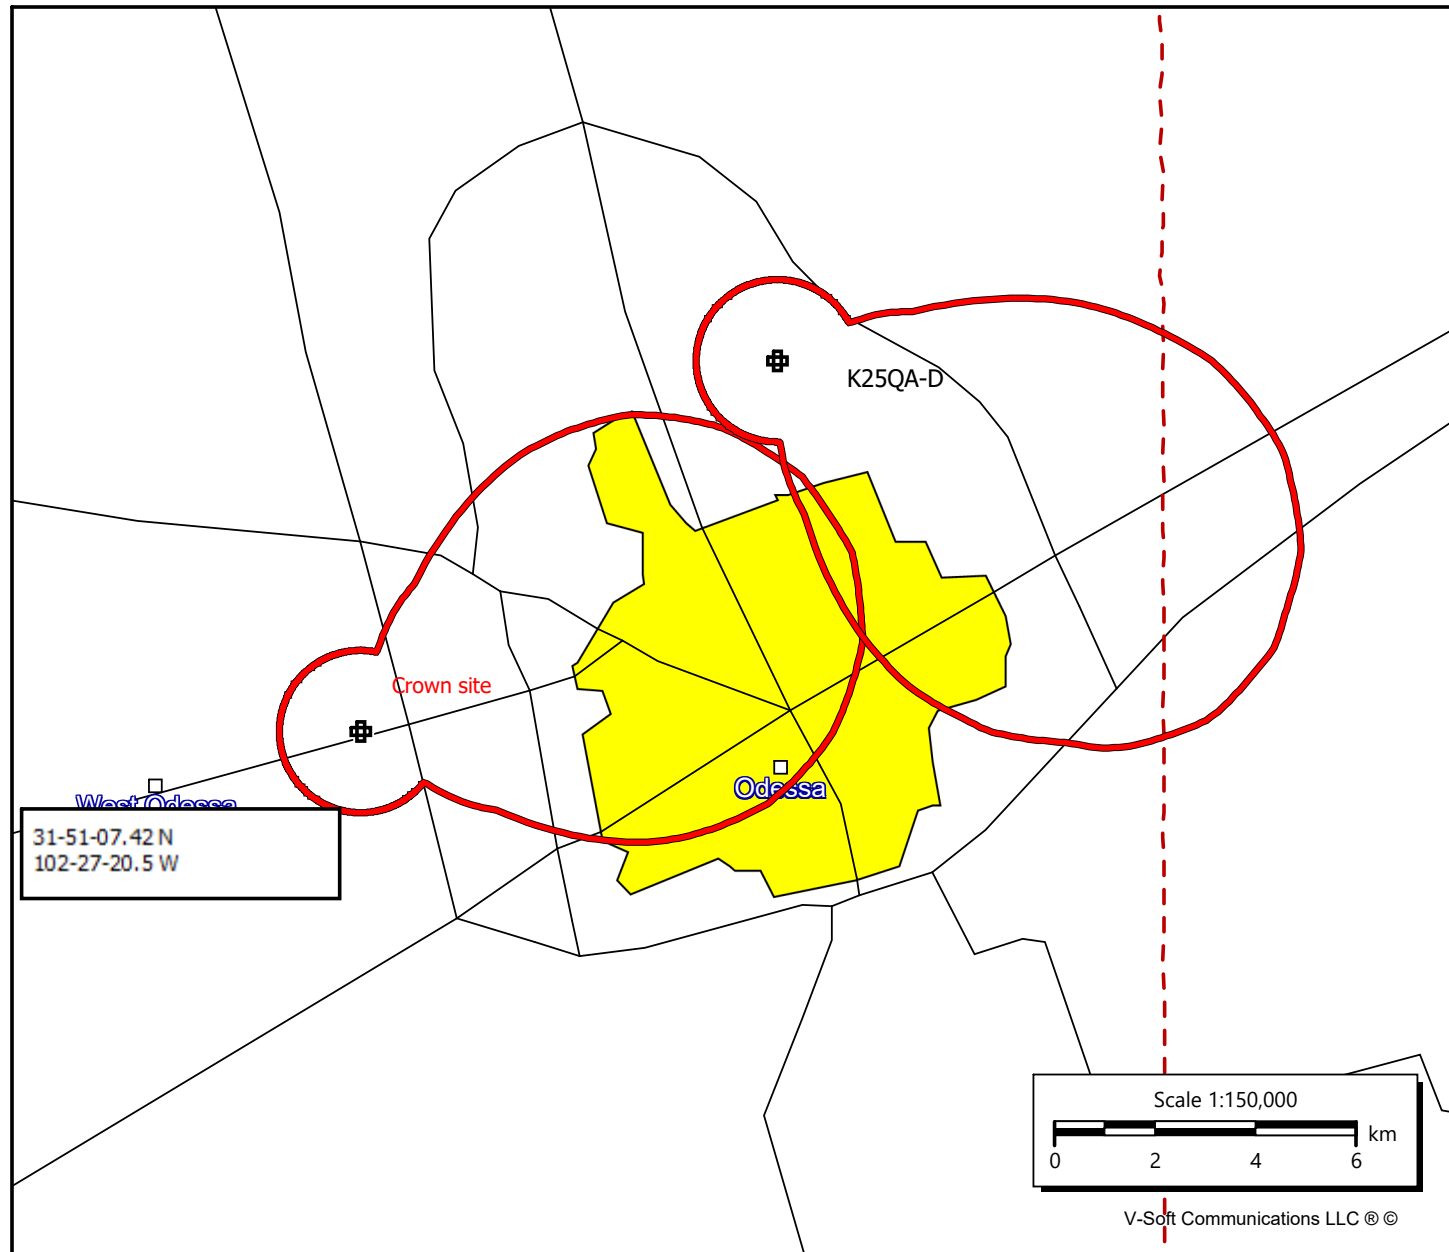 K25QA-D
Crown site
Odessa
West Odessa
31-51-07.42 N
102-27-20.5 W
Scale 1:150,000
km
0 2 4 6
V-Soft Communications LLC ® ©